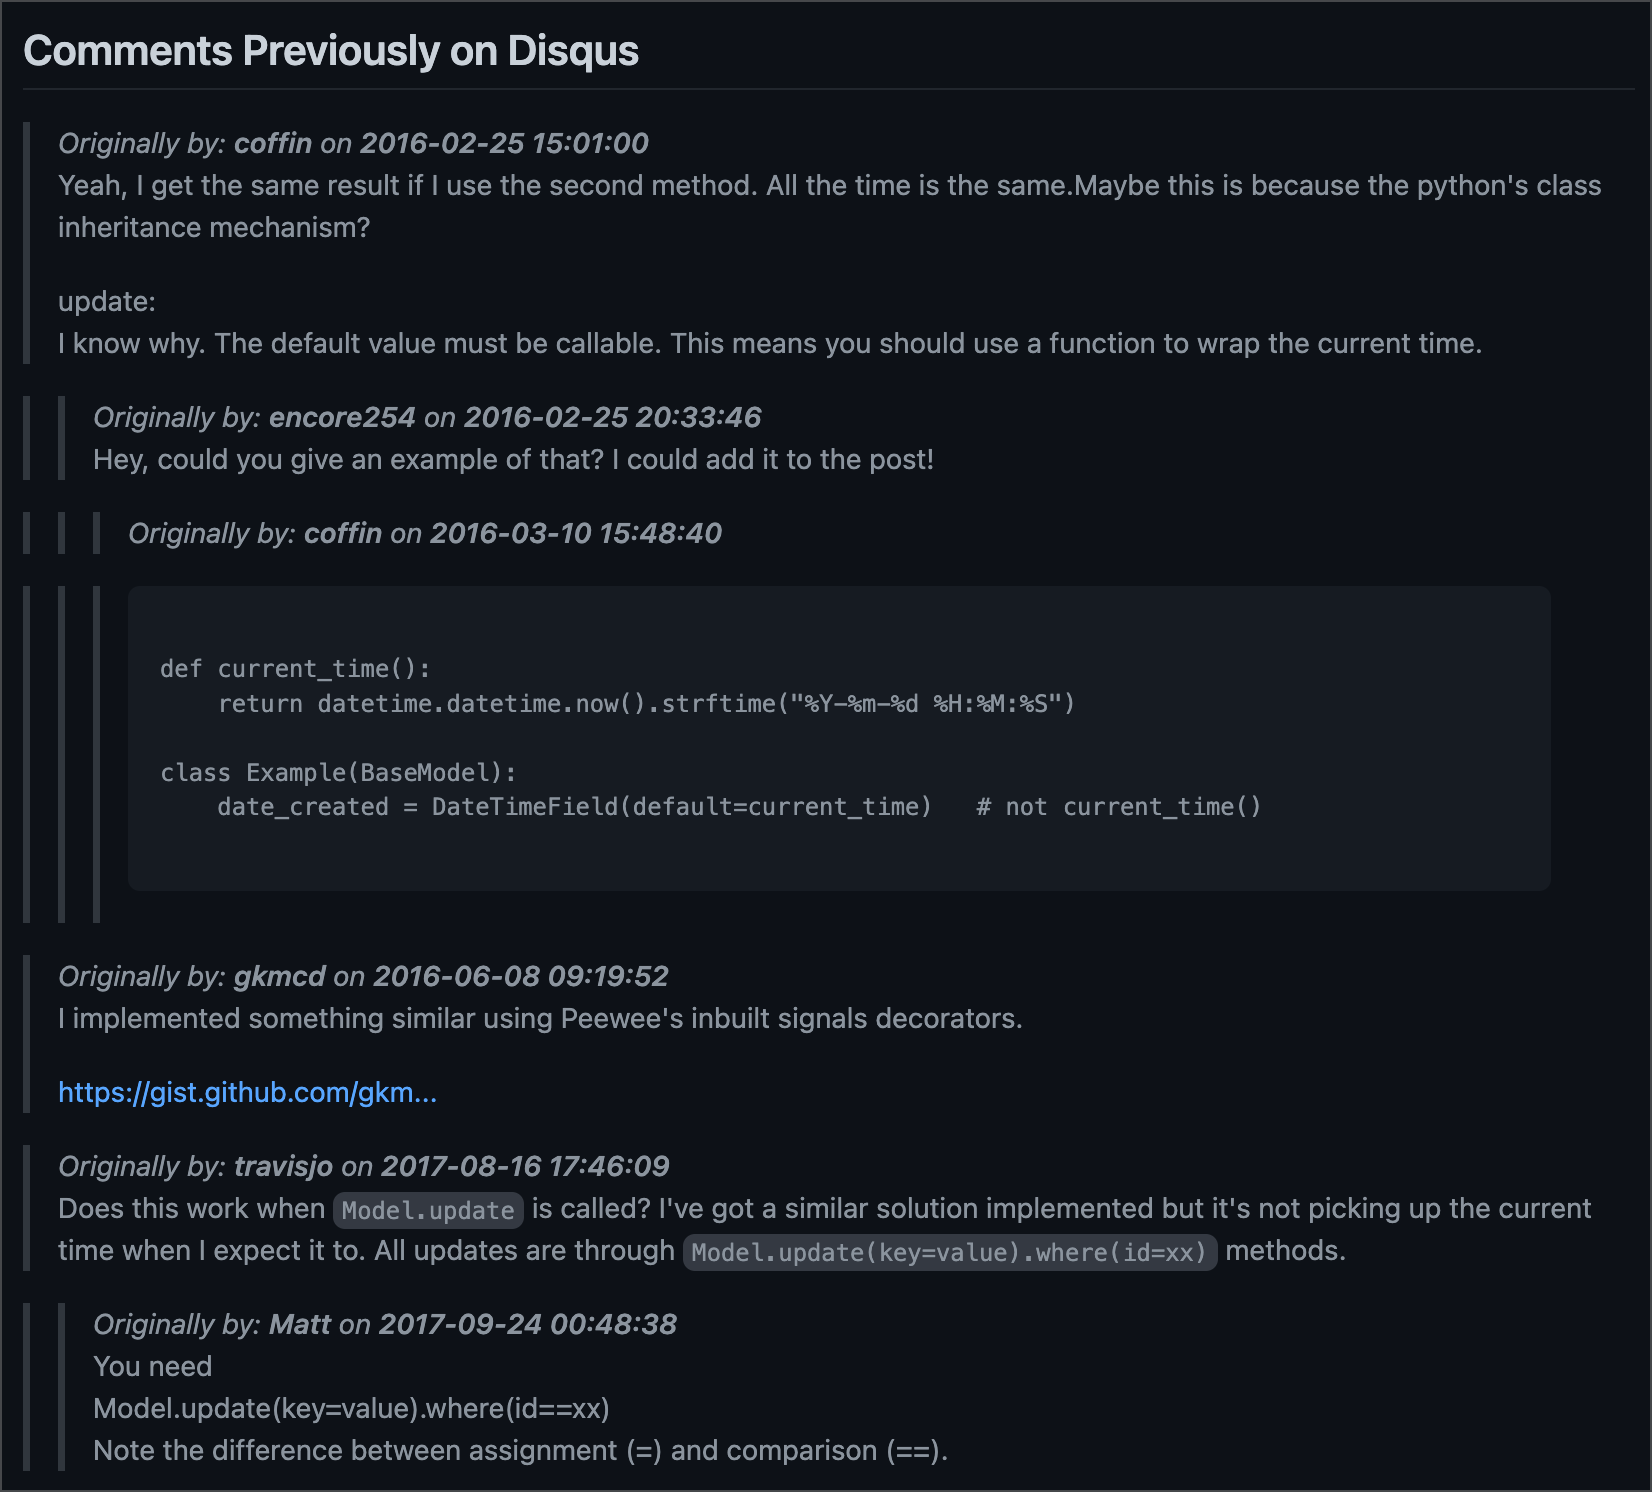 Comments Previously on Disqus
Originally by: coffin on 2016-02-25 15:01:00
Yeah, I get the same result if I use the second method. All the time is the same.Maybe this is because the python's class
inheritance mechanism?
update:
I know why. The default value must be callable. This means you should use a function to wrap the current time.
Originally by: encore254 on 2016-02-25 20:33:46
Hey, could you give an example of that? I could add it to the post!
Originally by: coffin on 2016-03-10 15:48:40
def current_time():
    return datetime.datetime.now().strftime("%Y-%m-%d %H:%M:%S")
class Example(BaseModel):
    date_created = DateTimeField(default=current_time)   # not current_time()
Originally by: gkmcd on 2016-06-08 09:19:52
I implemented something similar using Peewee's inbuilt signals decorators.
https://gist.github.com/gkm...
Originally by: travisjo on 2017-08-16 17:46:09
Does this work when Model.update is called? I've got a similar solution implemented but it's not picking up the current
time when I expect it to. All updates are through Model.update(key=value).where(id=xx) methods.
Originally by: Matt on 2017-09-24 00:48:38
You need
Model.update(key=value).where(id==xx)
Note the difference between assignment (=) and comparison (==).